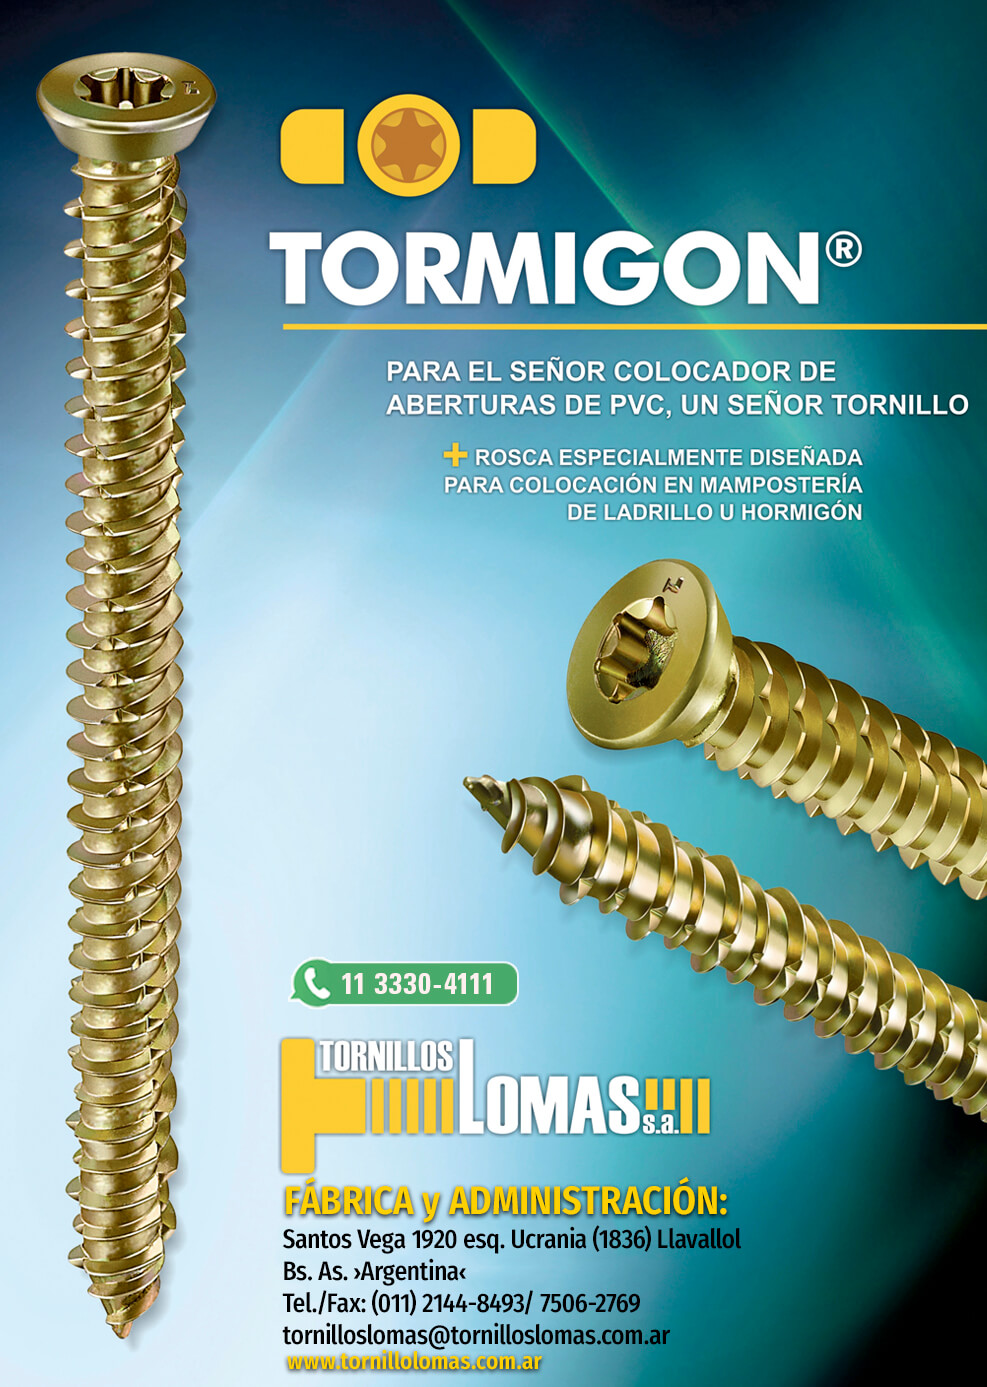 TORMIGON®
PARA EL SEÑOR COLOCADOR DE
ABERTURAS DE PVC, UN SEÑOR TORNILLO
+ ROSCA ESPECIALMENTE DISEÑADA
PARA COLOCACIÓN EN MAMPOSTERÍA
DE LADRILLO U HORMIGÓN
11 3330-4111
TORNILLOS
LOMAS s.a.
FÁBRICA y ADMINISTRACIÓN:
Santos Vega 1920 esq. Ucrania (1836) Llavallol
Bs. As. ›Argentina‹
Tel./Fax: (011) 2144-8493/ 7506-2769
tornilloslomas@tornilloslomas.com.ar
www.tornillolomas.com.ar